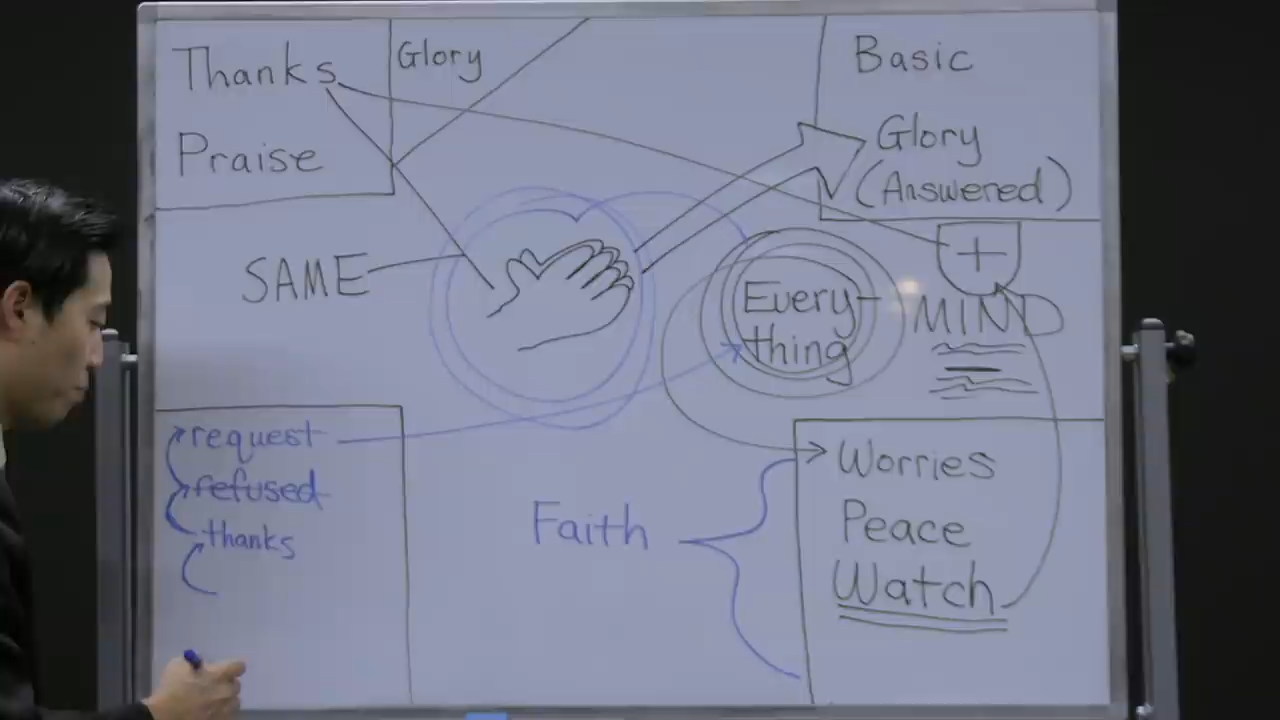 Thanks
Praise
Glory
Basic
Glory
(Answered)
SAME
Every-
thing
MIND
request
refused
thanks
Faith
Worries
Peace
Watch